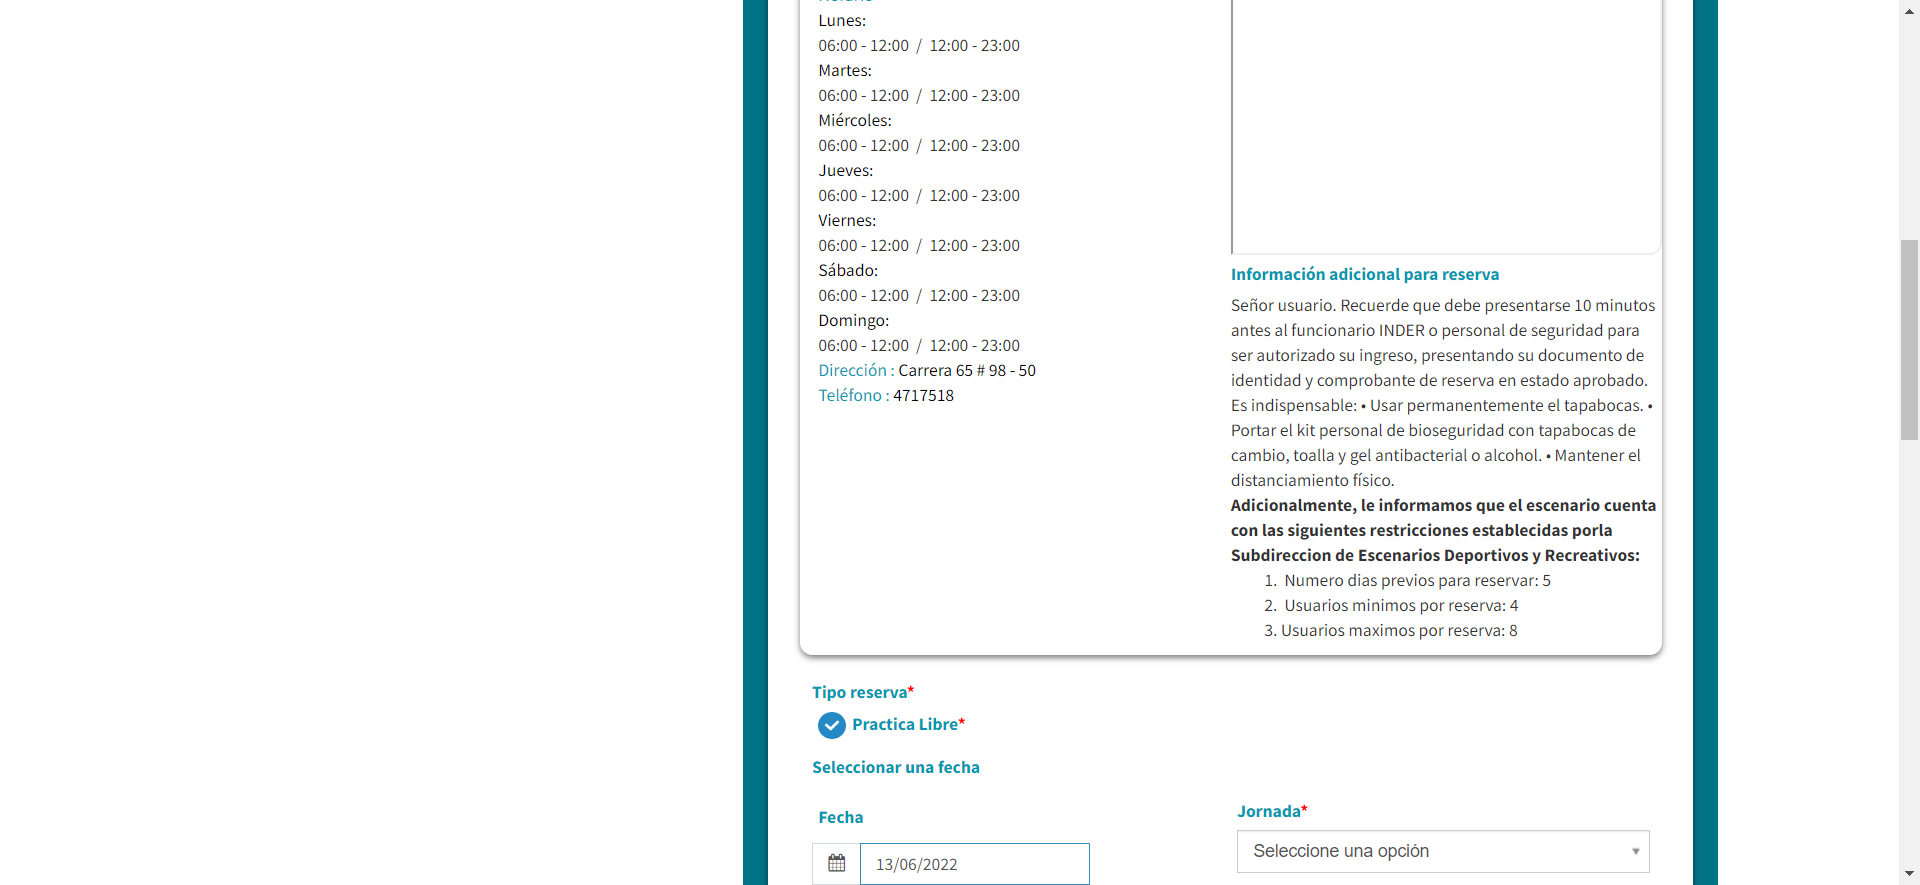 Lunes:
06:00 - 12:00 / 12:00 - 23:00
Martes:
06:00 - 12:00 / 12:00 - 23:00
Miércoles:
06:00 - 12:00 / 12:00 - 23:00
Jueves:
06:00 - 12:00 / 12:00 - 23:00
Viernes:
06:00 - 12:00 / 12:00 - 23:00
Sábado:
06:00 - 12:00 / 12:00 - 23:00
Domingo:
06:00 - 12:00 / 12:00 - 23:00
Dirección : Carrera 65 # 98 - 50
Teléfono : 4717518
Información adicional para reserva
Señor usuario. Recuerde que debe presentarse 10 minutos
antes al funcionario INDER o personal de seguridad para
ser autorizado su ingreso, presentando su documento de
identidad y comprobante de reserva en estado aprobado.
Es indispensable: • Usar permanentemente el tapabocas. •
Portar el kit personal de bioseguridad con tapabocas de
cambio, toalla y gel antibacterial o alcohol. • Mantener el
distanciamiento físico.
Adicionalmente, le informamos que el escenario cuenta
con las siguientes restricciones establecidas porla
Subdireccion de Escenarios Deportivos y Recreativos:
1. Numero dias previos para reservar: 5
2. Usuarios minimos por reserva: 4
3. Usuarios maximos por reserva: 8
Tipo reserva*
Practica Libre*
Seleccionar una fecha
Fecha
13/06/2022
Jornada*
Seleccione una opción